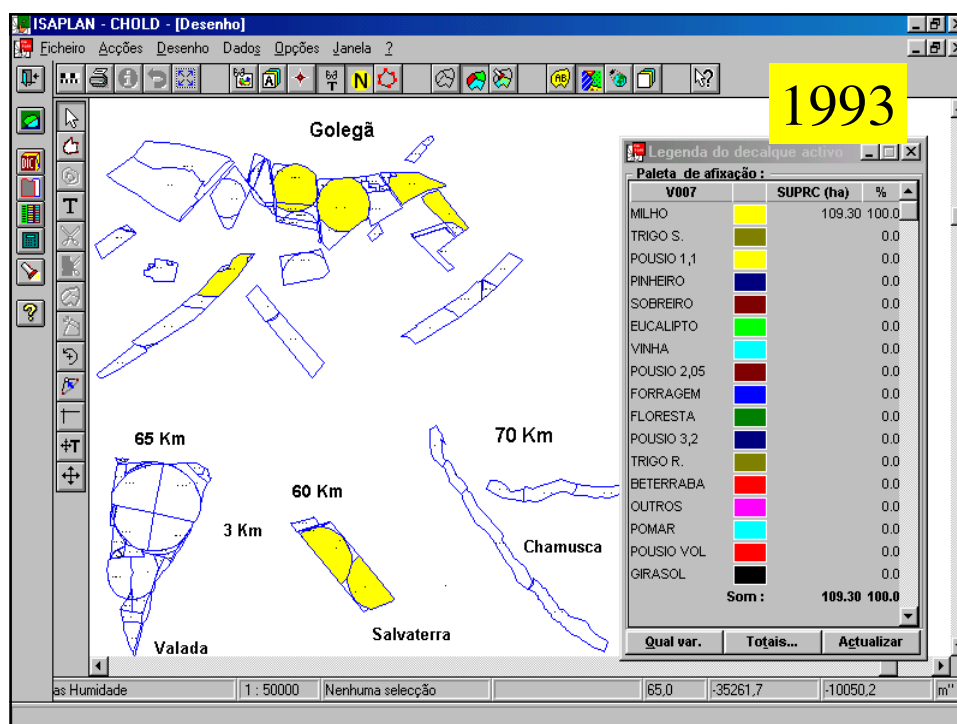 ISAPLAN - CHOLD - [Desenho]
Ficheiro Acções Desenho Dados Opções Janela ?
1993
Golegã
65 Km
60 Km
3 Km
70 Km
Chamusca
Salvaterra
Valada
Legenda do decalque activo
Paleta de afixação :
V007 SUPRC (ha) %
MILHO 109.30 100.0
TRIGO S. 0.0
POUSIO 1,1 0.0
PINHEIRO 0.0
SOBREIRO 0.0
EUCALIPTO 0.0
VINHA 0.0
POUSIO 2,05 0.0
FORRAGEM 0.0
FLORESTA 0.0
POUSIO 3,2 0.0
TRIGO R. 0.0
BETERRABA 0.0
OUTROS 0.0
POMAR 0.0
POUSIO VOL 0.0
GIRASOL 0.0
Som : 109.30 100.0
Qual var. Totais... Actualizar
as Humidade 1 : 50000 Nenhuma selecção 65,0 -35261,7 -10050,2 m"